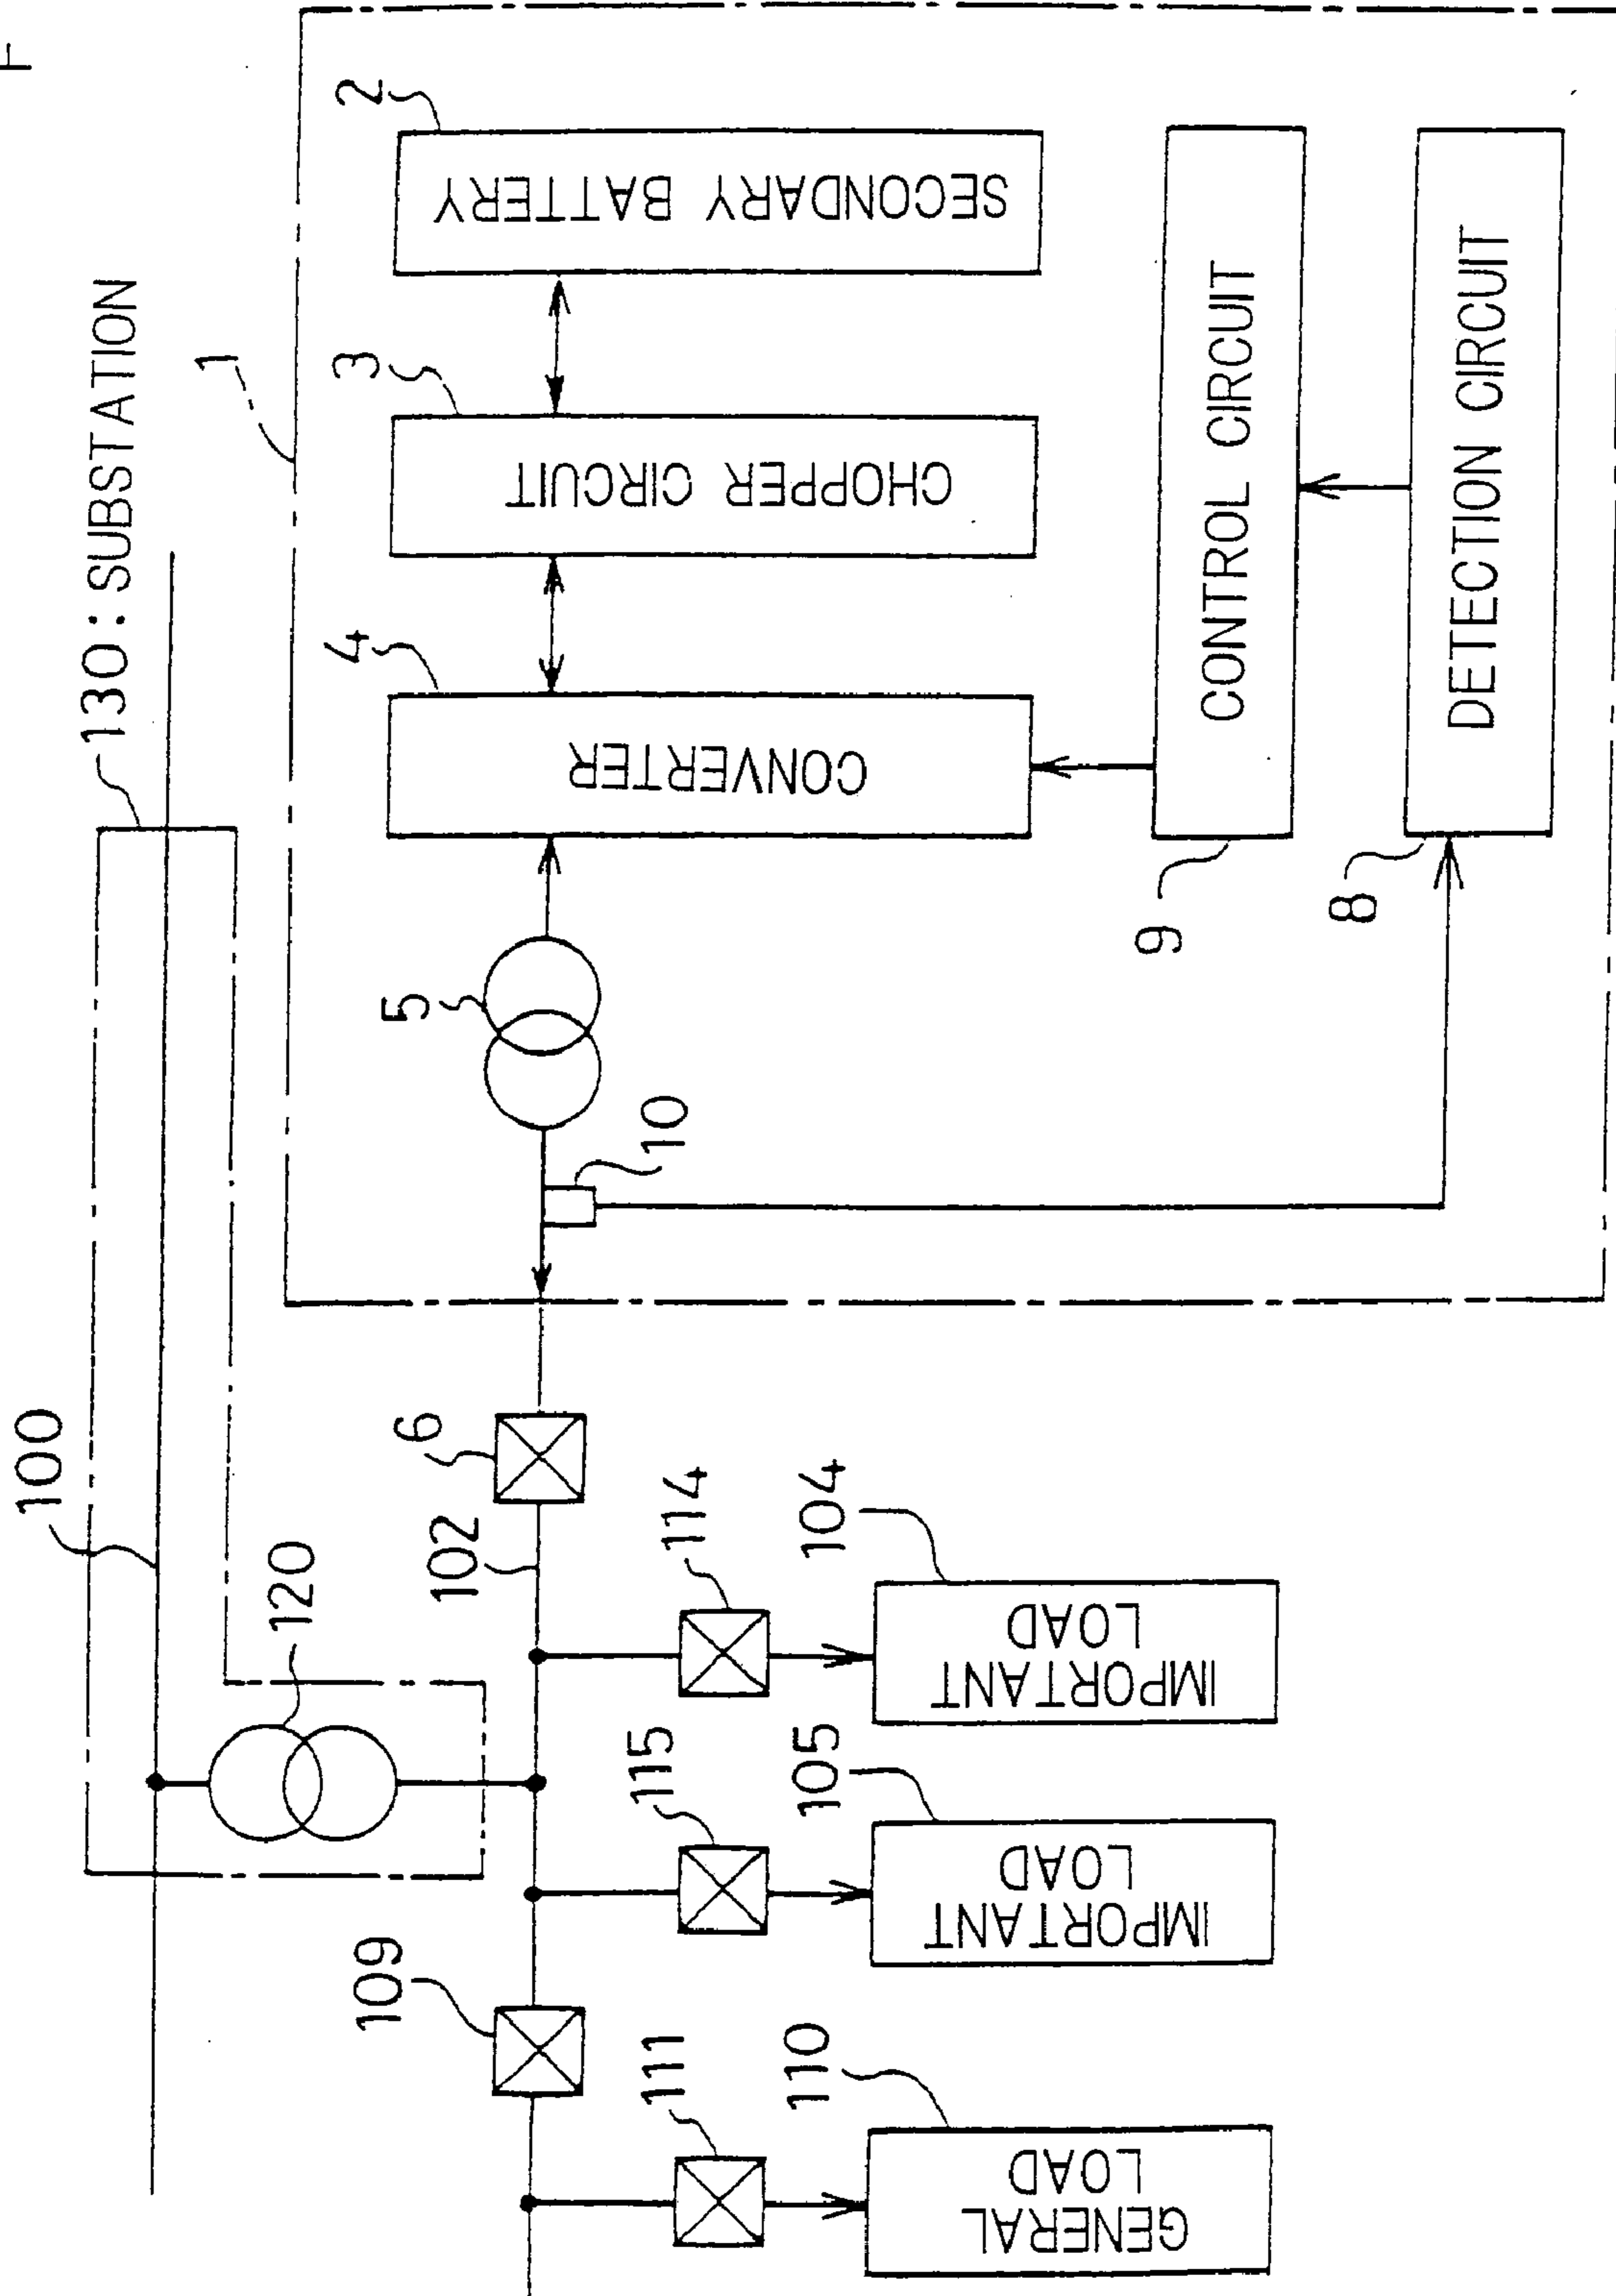 F
130:SUBSTATION
100
120
1
2
SECONDARY BATTERY
3
CHOPPER CIRCUIT
4
CONVERTER
5
10
CONTROL CIRCUIT
9
DETECTION CIRCUIT
8
6
102
114
104
IMPORTANT
LOAD
115
105
IMPORTANT
LOAD
109
111
110
GENERAL
LOAD